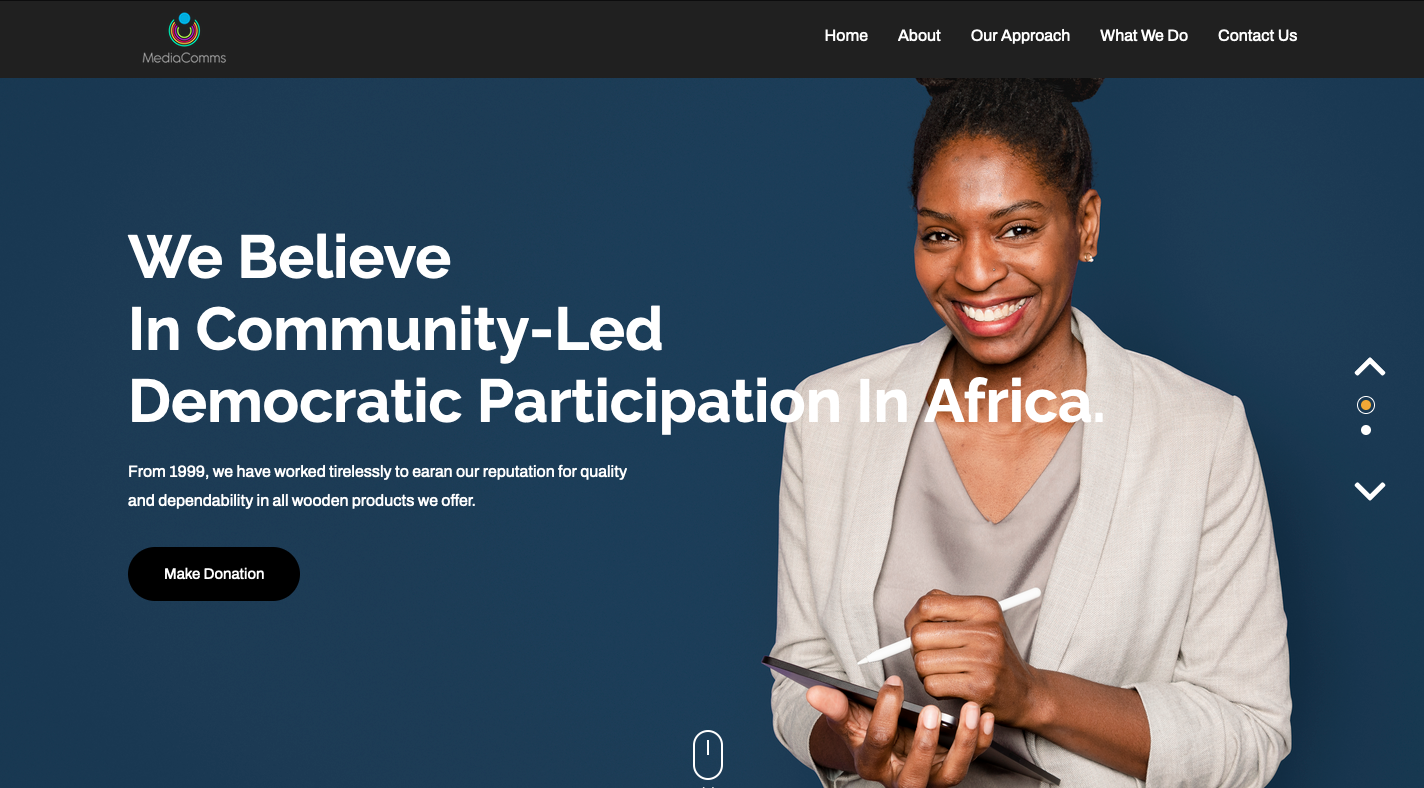 MediaComms
Home About Our Approach What We Do Contact Us
We Believe
In Community-Led
Democratic Participation In Africa.
From 1999, we have worked tirelessly to earan our reputation for quality
and dependability in all wooden products we offer.
Make Donation